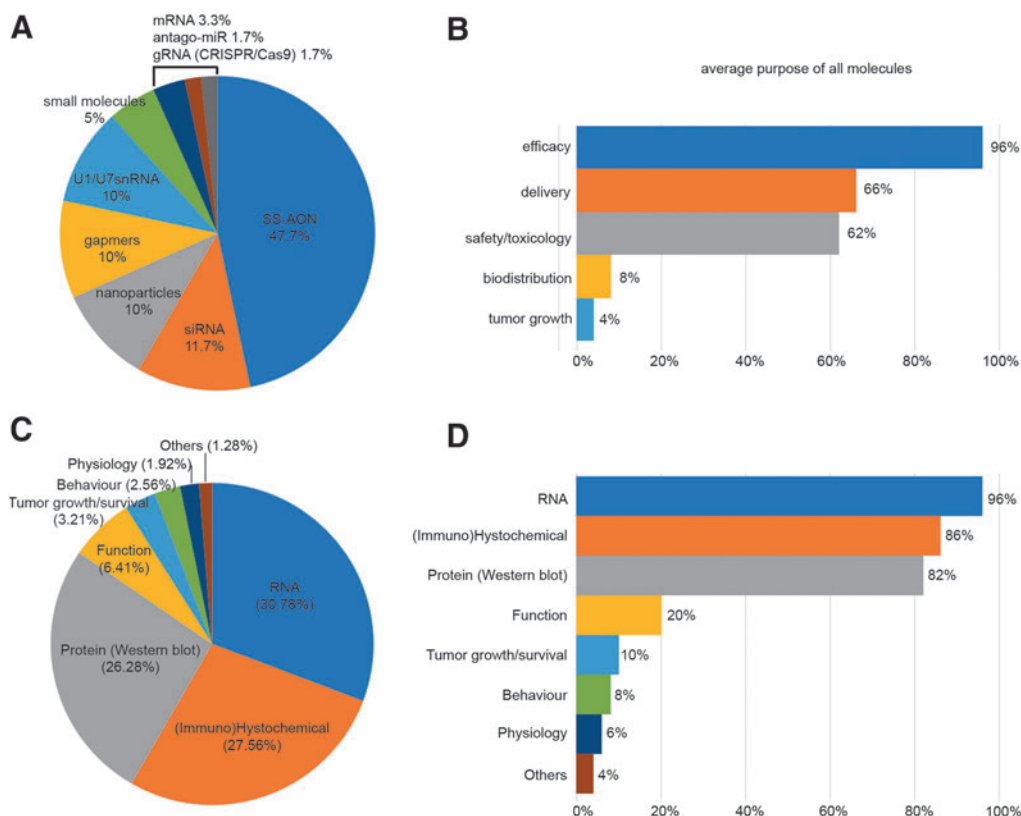 A
mRNA 3.3%
antago-miR 1.7%
gRNA (CRISPR/Cas9) 1.7%
small molecules
5%
U1/U7snRNA
10%
gapmers
10%
nanoparticles
10%
siRNA
11.7%
SS-AON
47.7%
B
average purpose of all molecules
efficacy
96%
delivery
66%
safety/toxicology
62%
biodistribution
8%
tumor growth
4%
0% 20% 40% 60% 80% 100%
C
Others (1.28%)
Physiology (1.92%)
Behaviour (2.56%)
Tumor growth/survival
(3.21%)
Function
(6.41%)
RNA
(30.78%)
Protein (Western blot)
(26.28%)
(Immuno)Hystochemical
(27.56%)
D
RNA
96%
(Immuno)Hystochemical
86%
Protein (Western blot)
82%
Function
20%
Tumor growth/survival
10%
Behaviour
8%
Physiology
6%
Others
4%
0% 20% 40% 60% 80% 100%